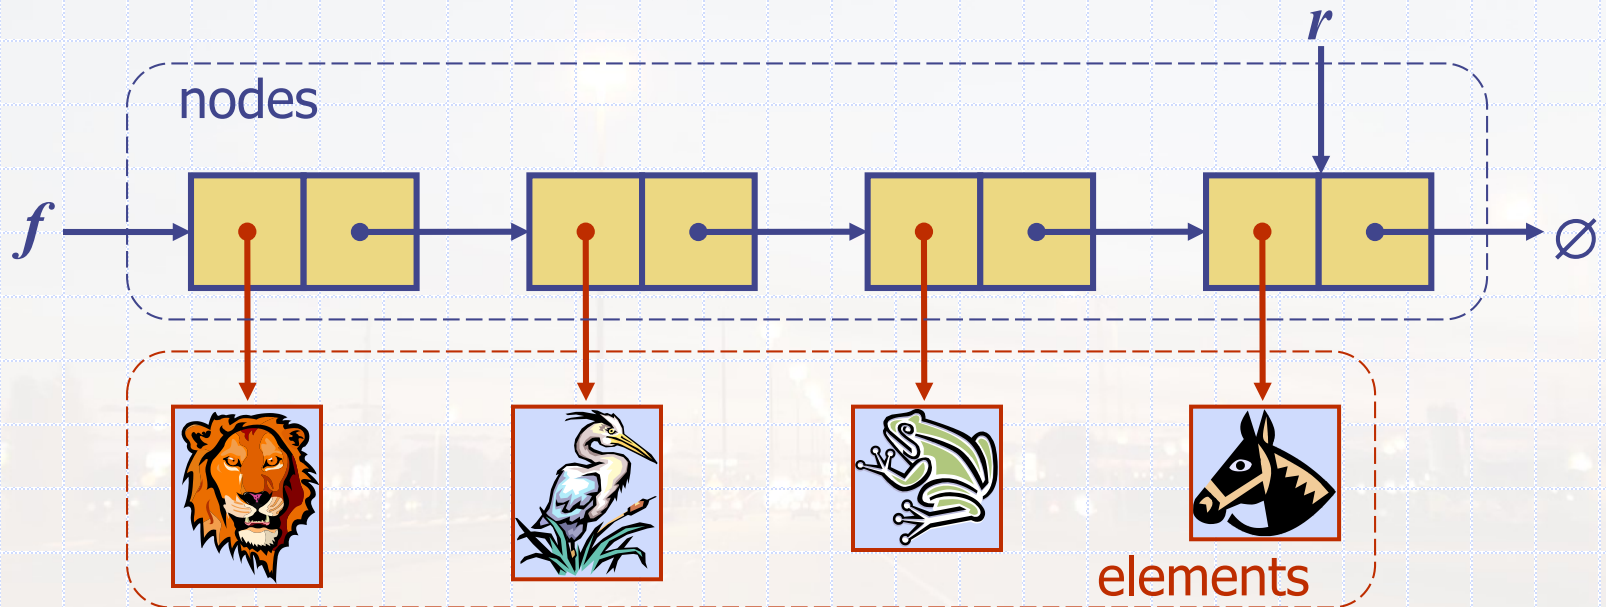 r
nodes
f
∅
elements